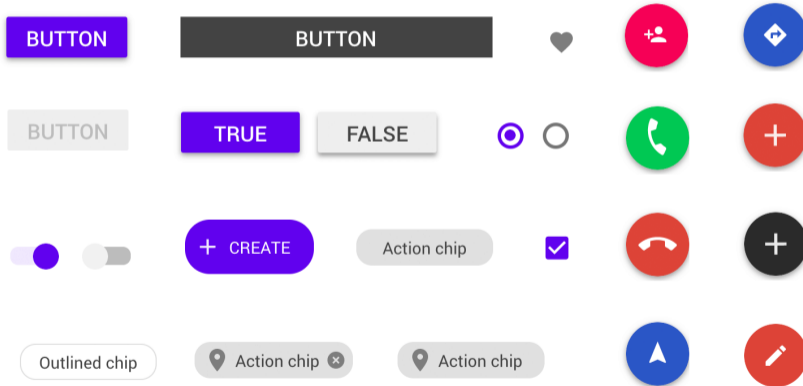 BUTTON
BUTTON
BUTTON
TRUE
FALSE
CREATE
Action chip
Outlined chip
Action chip
Action chip